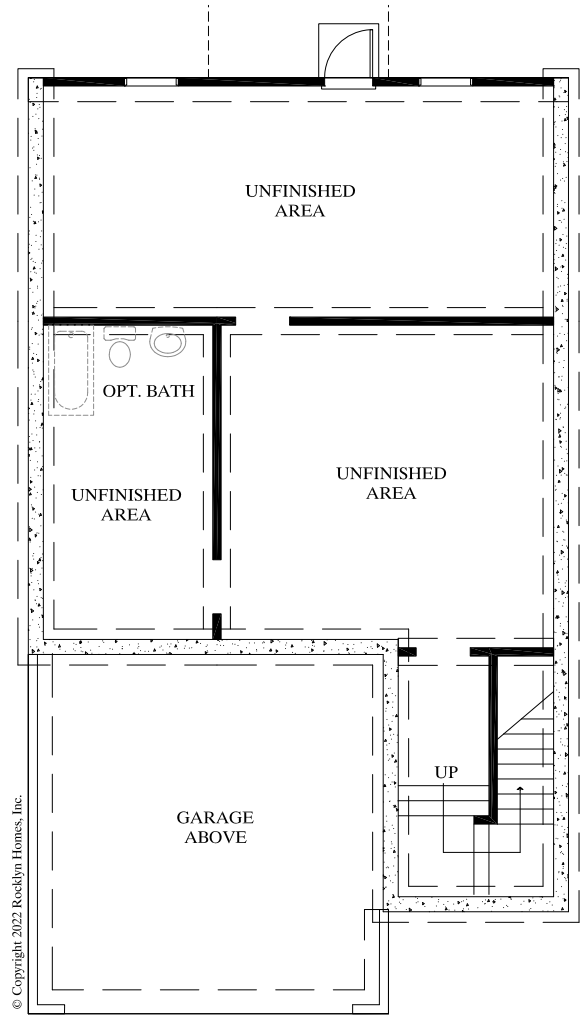 UNFINISHED
AREA
OPT. BATH
UNFINISHED
AREA
UNFINISHED
AREA
UP
GARAGE
ABOVE
© Copyright 2022 Rocklyn Homes, Inc.